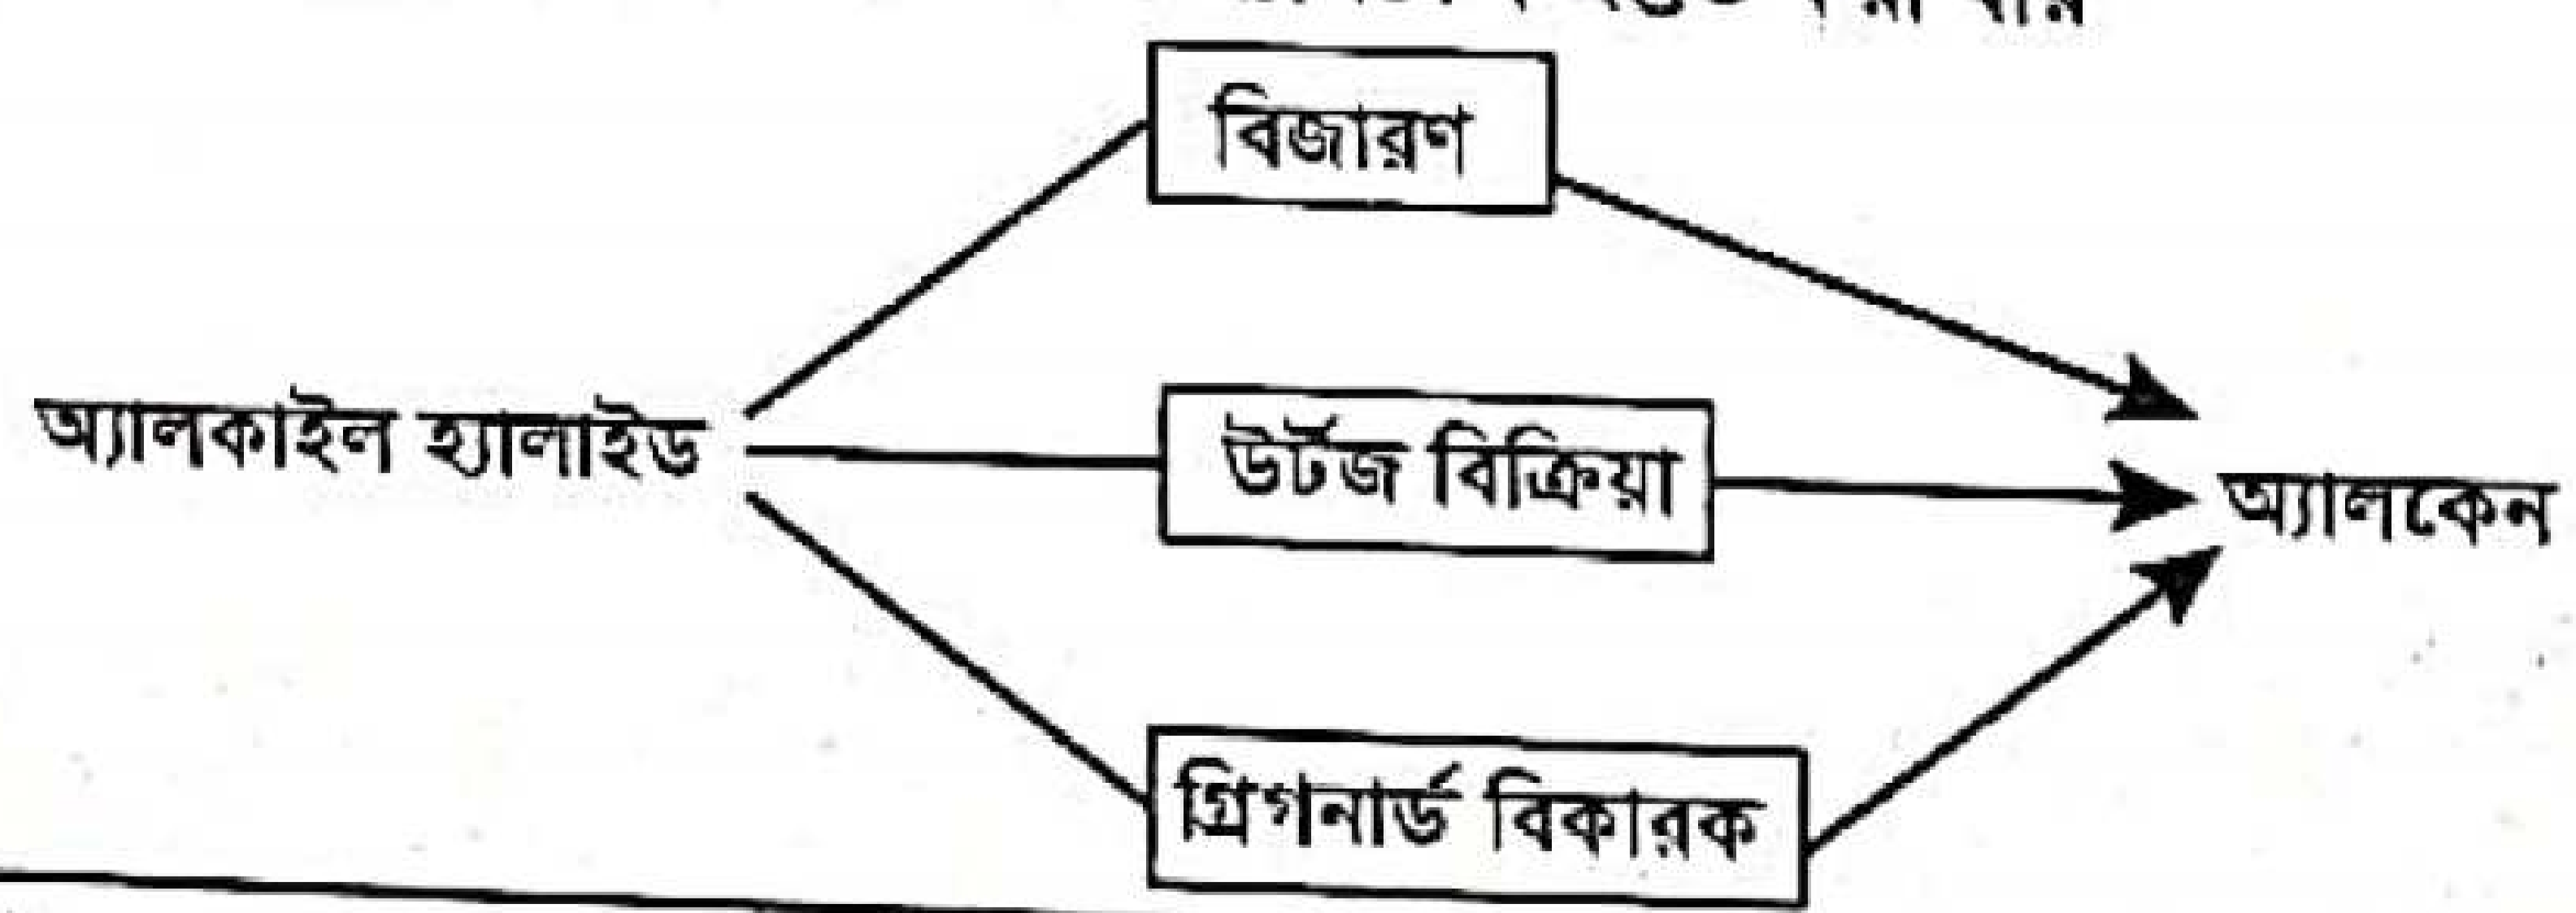 বিজারণ
অ্যালকাইল হ্যালাইড
উর্টজ বিক্রিয়া
অ্যালকেন
গ্রিগনার্ড বিকারক